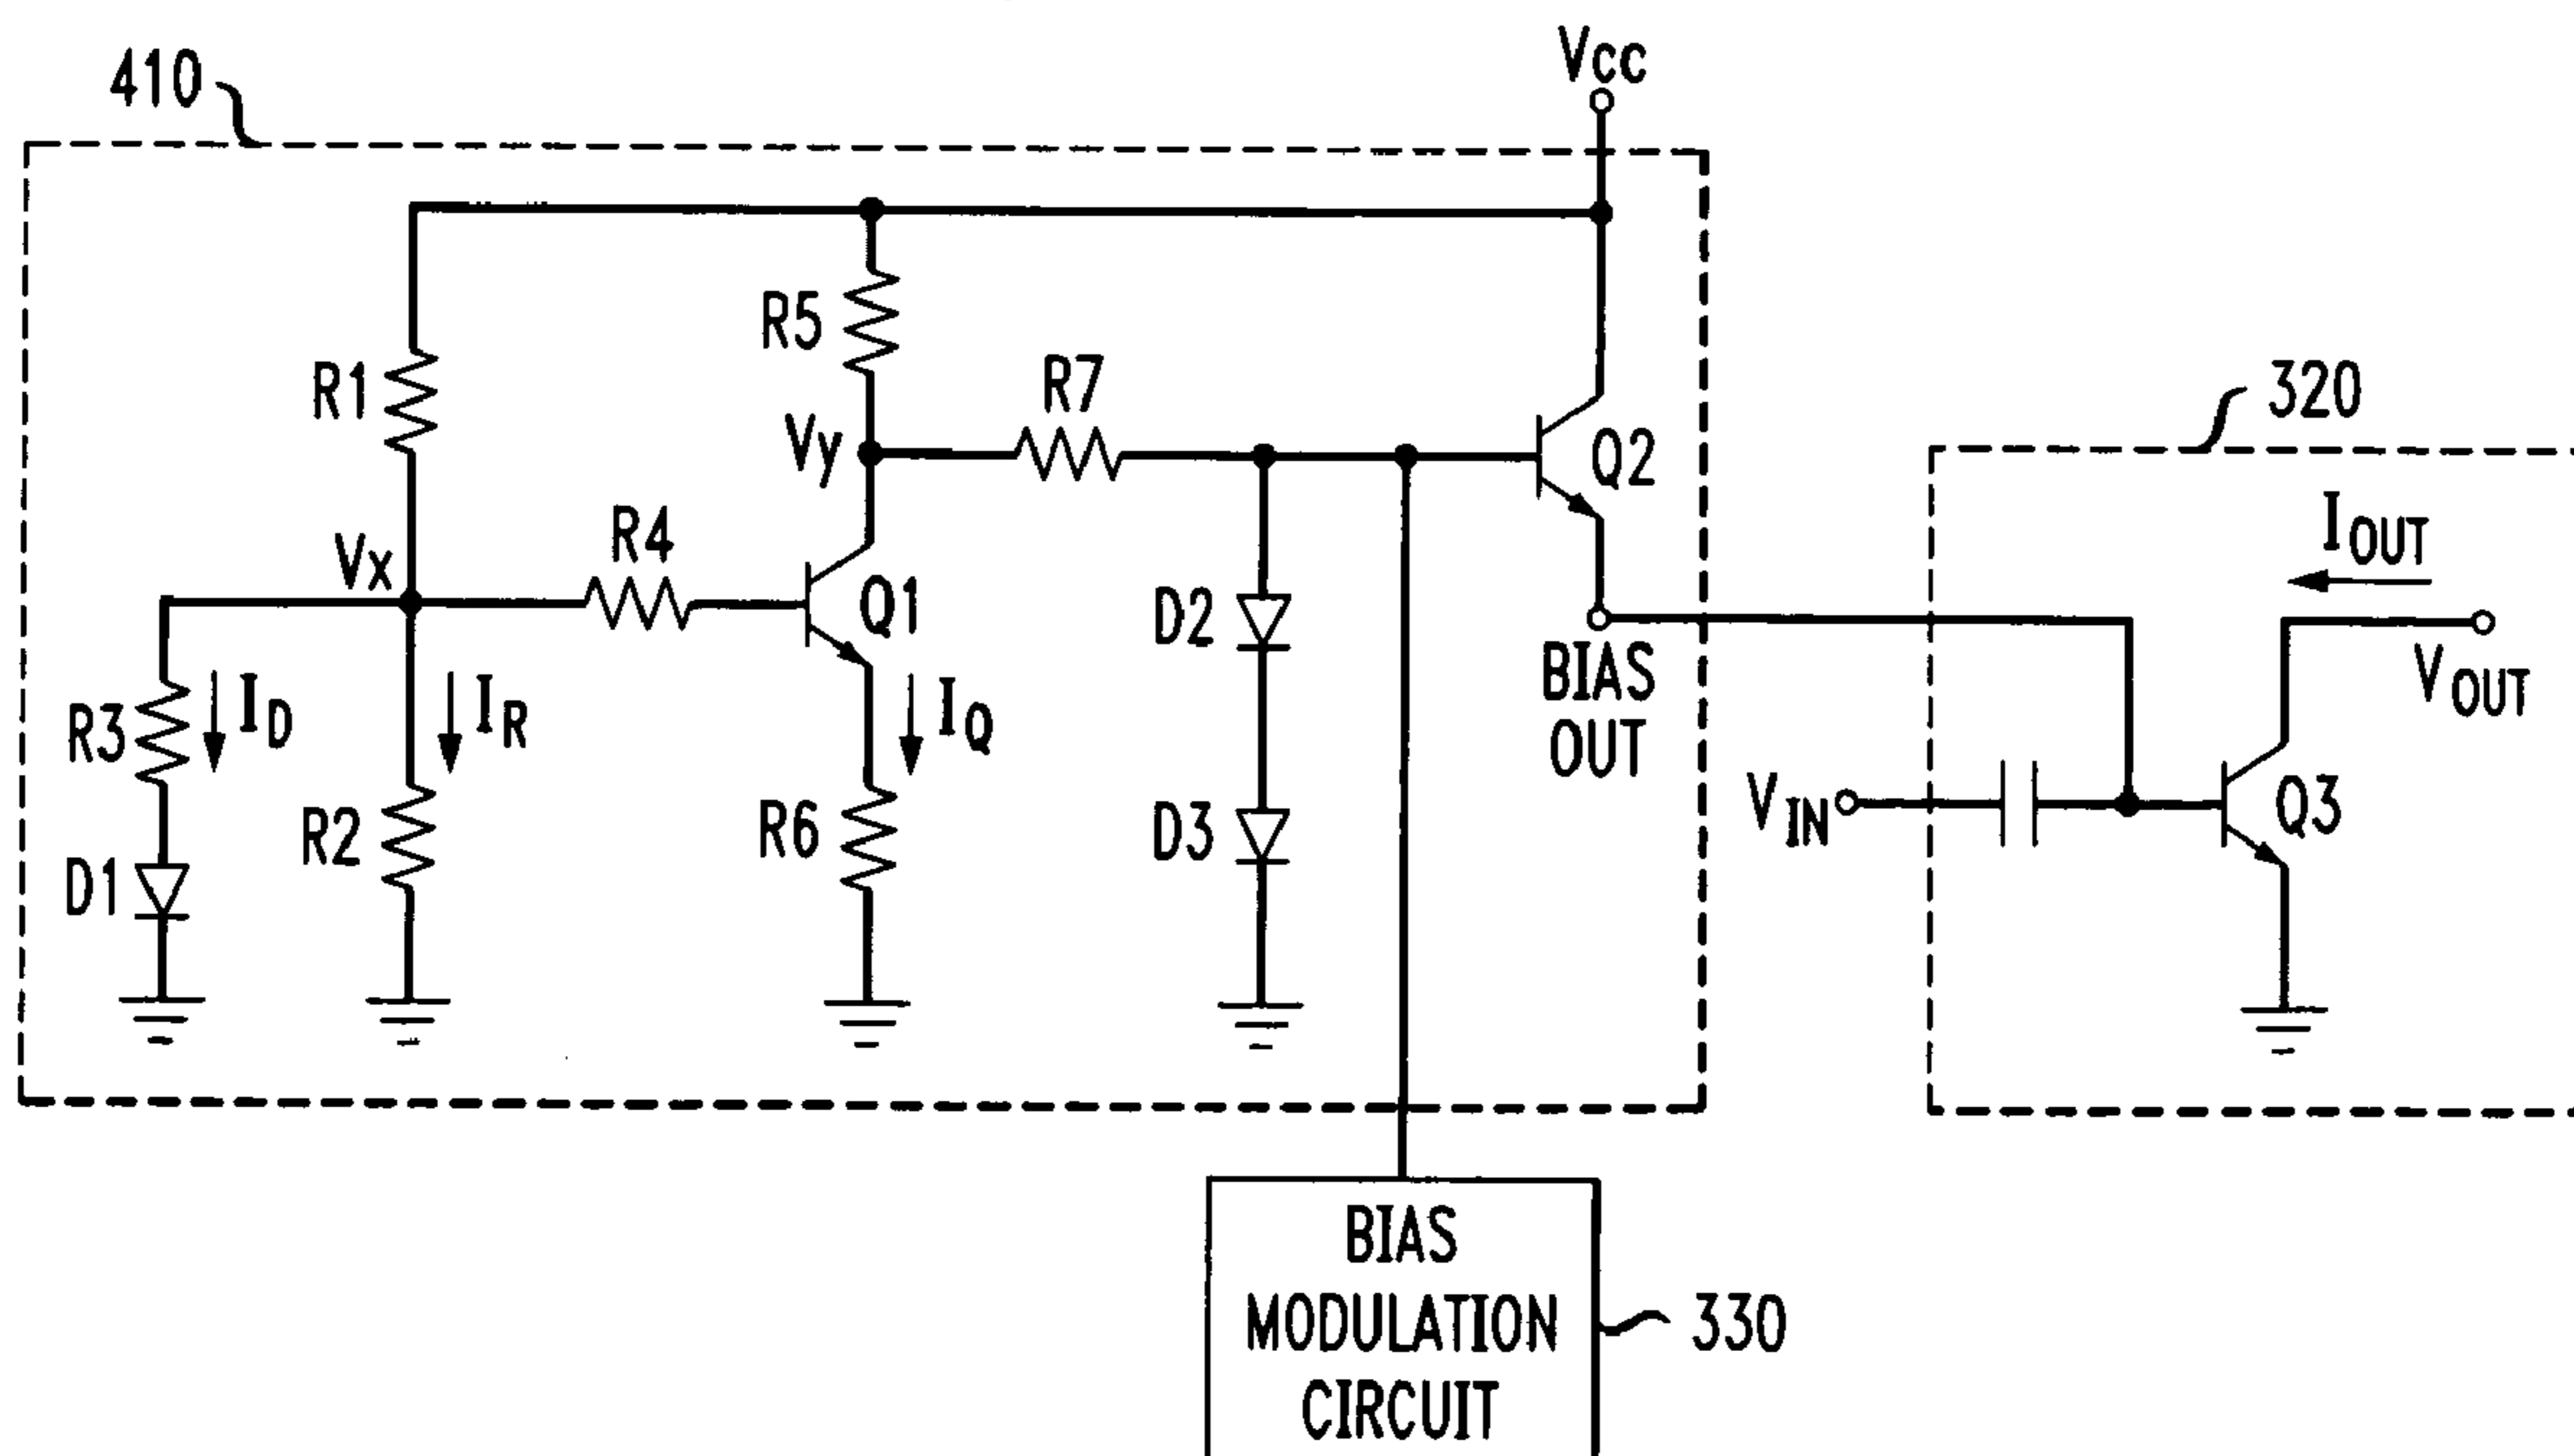 410
Vcc
R5
R1
R7
Vy
Q2
320
Vx
R4
Q1
D2
IOUT
BIAS
OUT
VOUT
R3
ID
IR
IQ
VIN
Q3
R2
R6
D3
D1
BIAS
MODULATION
CIRCUIT
330